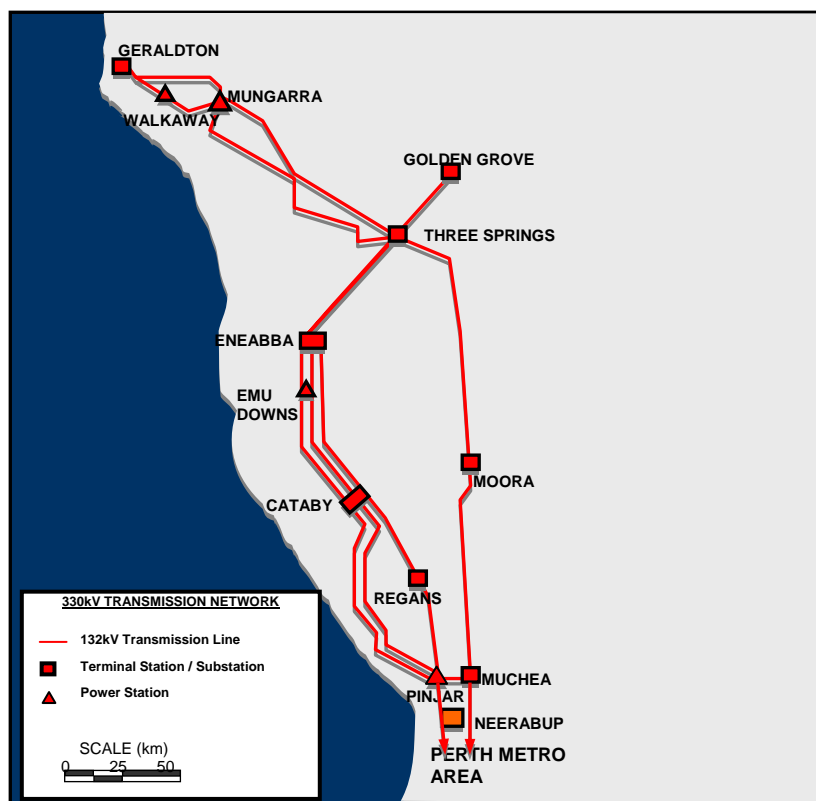 GERALDTON
MUNGARRA
WALKAWAY
GOLDEN GROVE
THREE SPRINGS
ENEABBA
EMU
DOWNS
MOORA
CATABY
REGANS
MUCHEA
PINJAR
NEERABUP
PERTH METRO
AREA
330kV TRANSMISSION NETWORK
132kV Transmission Line
Terminal Station / Substation
Power Station
SCALE (km)
0 25 50